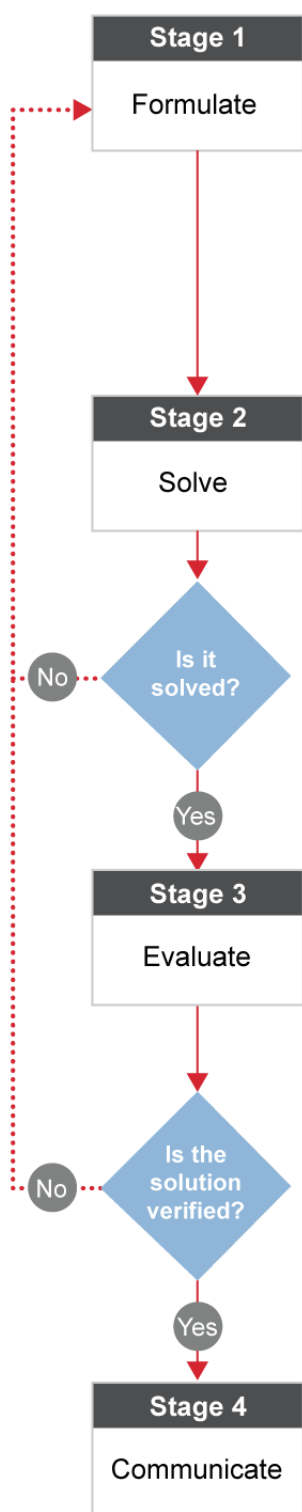 Stage 1
Formulate
Stage 2
Solve
Is it
solved?
No
Yes
Stage 3
Evaluate
Is the
solution
verified?
No
Yes
Stage 4
Communicate